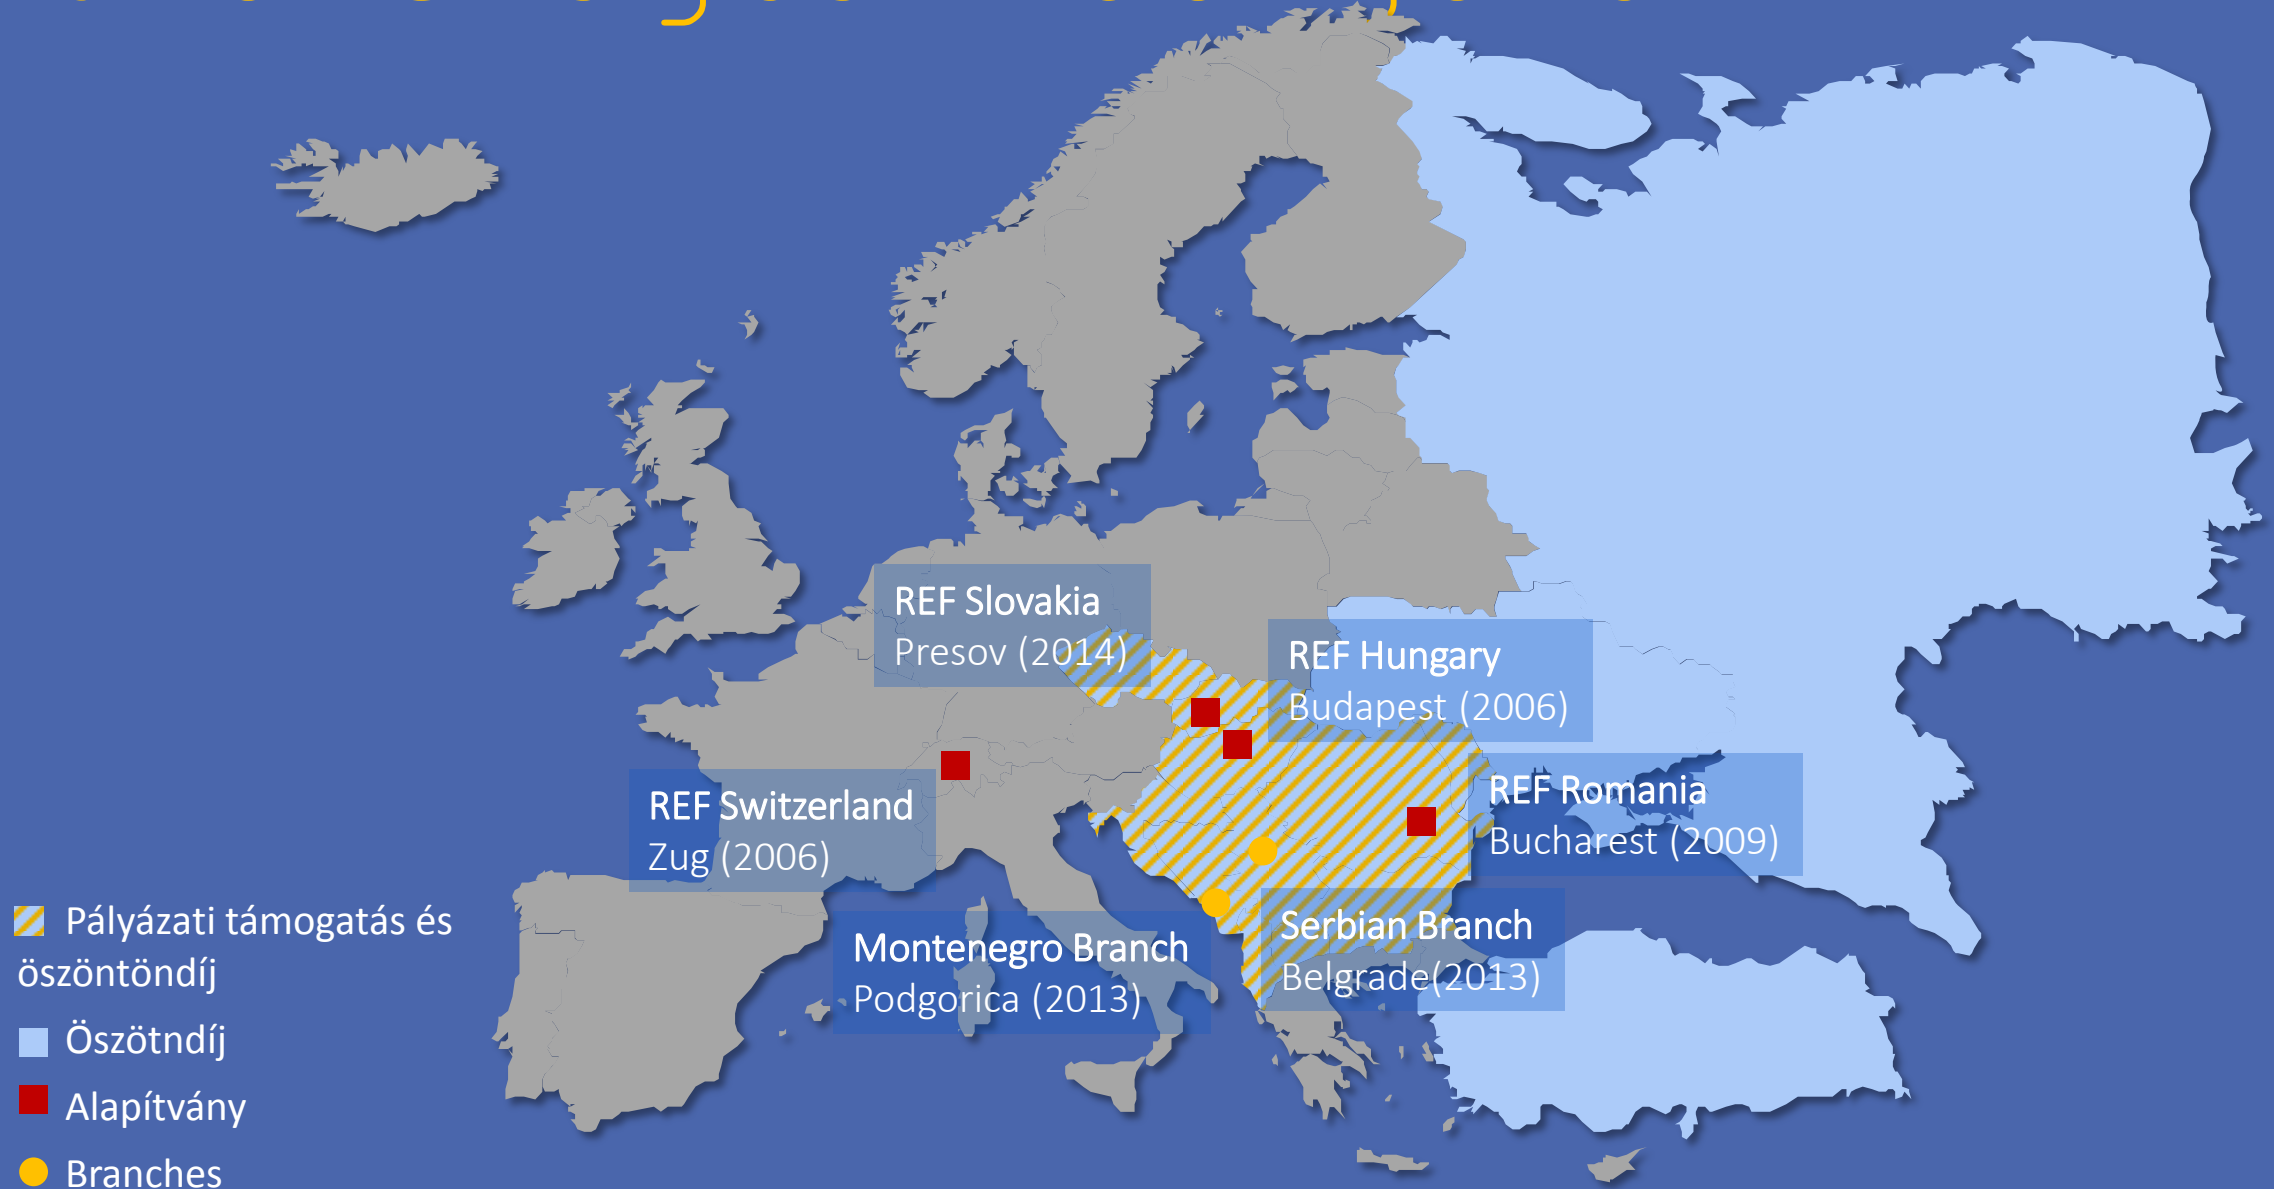 REF Slovakia
Presov (2014)
REF Hungary
Budapest (2006)
REF Switzerland
Zug (2006)
REF Romania
Bucharest (2009)
Montenegro Branch
Podgorica (2013)
Serbian Branch
Belgrade(2013)
Pályázati támogatás és
öszöntöndíj
Öszötndíj
Alapítvány
Branches